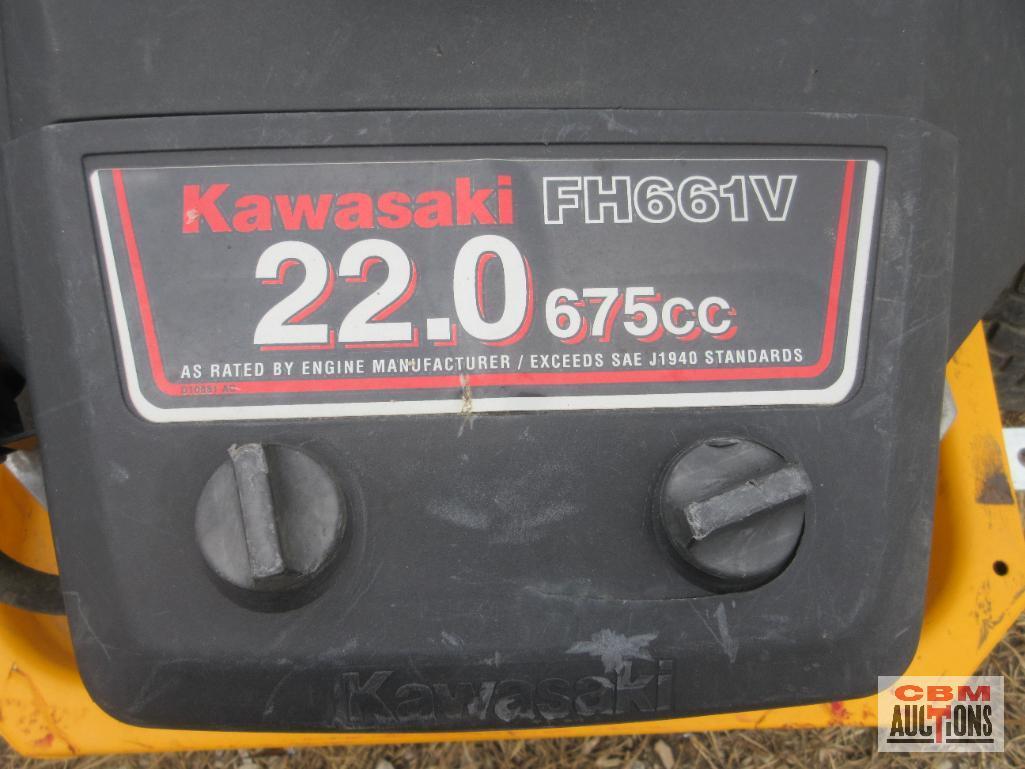 Kawasaki FH661V
22.0 675cc
AS RATED BY ENGINE MANUFACTURER / EXCEEDS SAE J1940 STANDARDS
Kawasaki
CBM
AUCTIONS